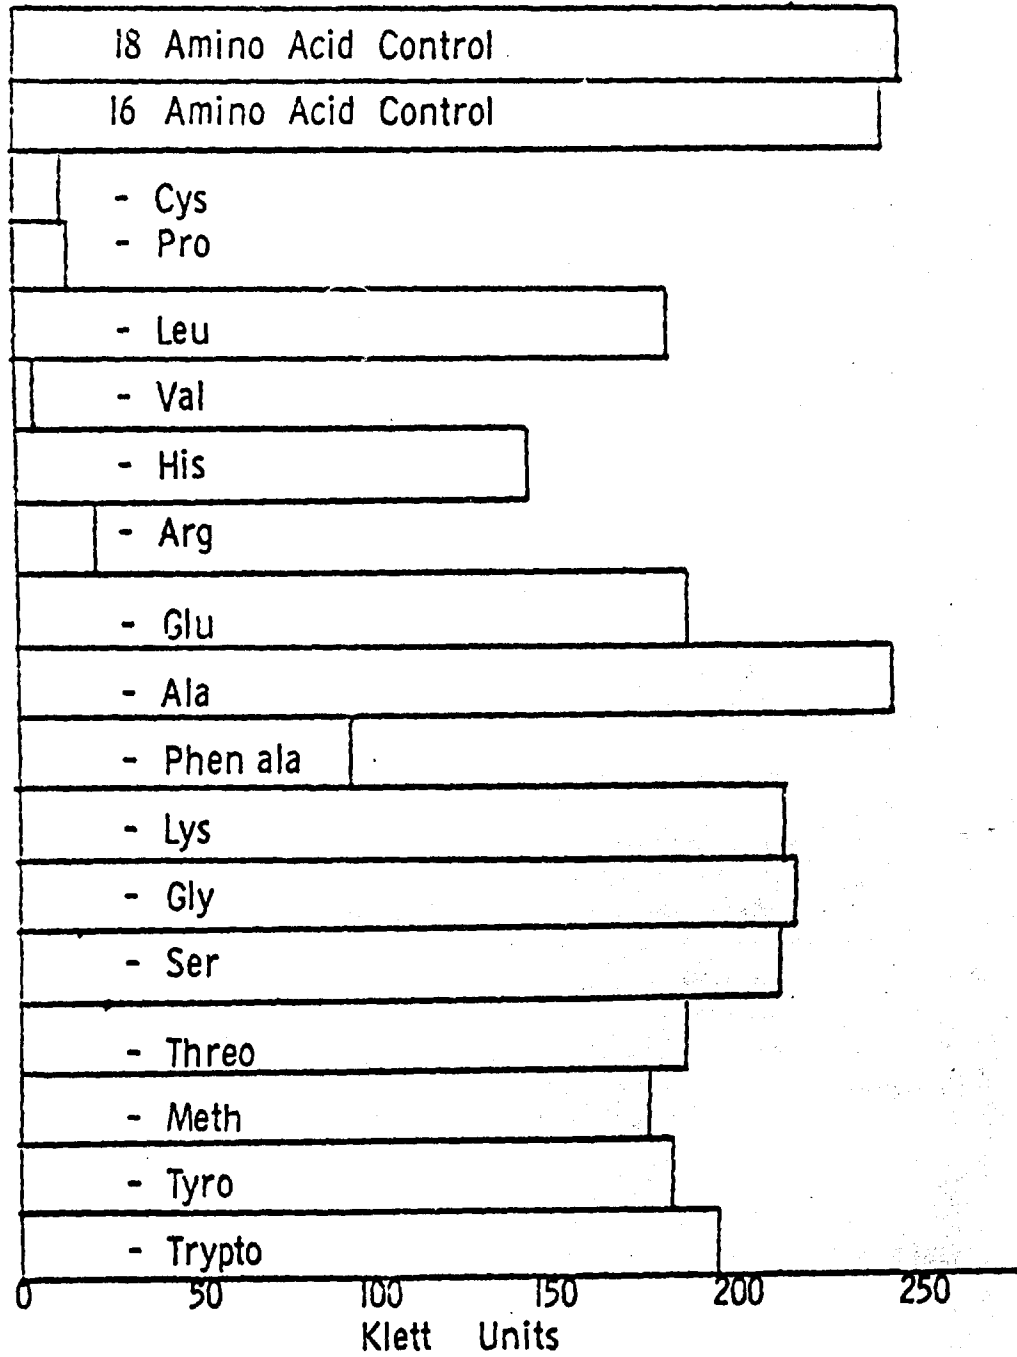 18 Amino Acid Control
16 Amino Acid Control
- Cys
- Pro
- Leu
- Val
- His
- Arg
- Glu
- Ala
- Phen ala
- Lys
- Gly
- Ser
- Threo
- Meth
- Tyro
- Trypto
0 50 100 150 200 250
Klett Units